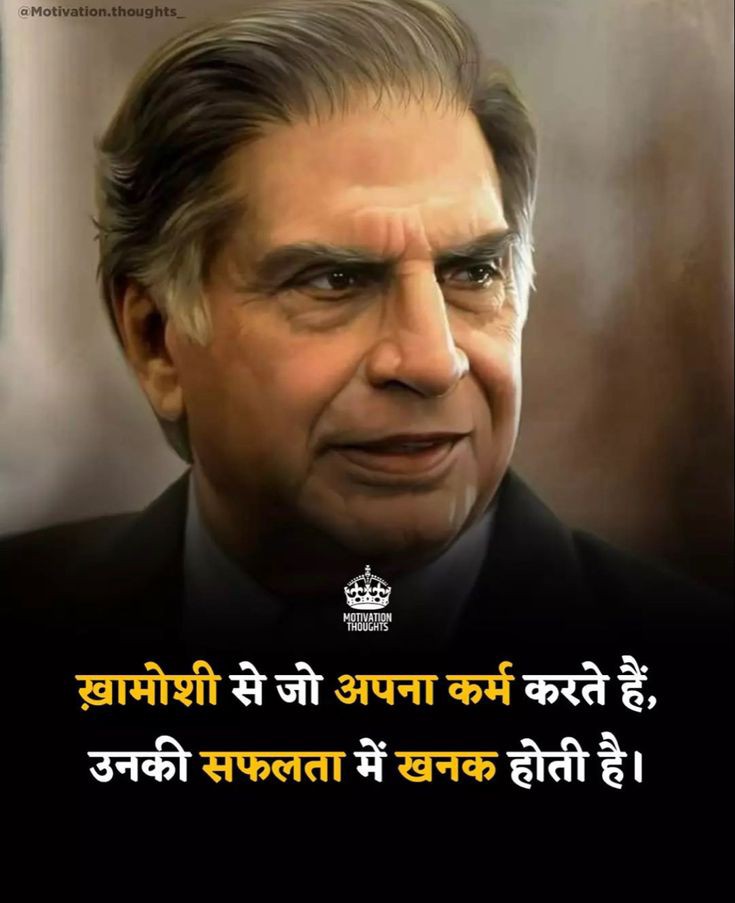 @Motivation.thoughts_
MOTIVATION
THOUGHTS
ख़ामोशी से जो अपना कर्म करते हैं,
उनकी सफलता में खनक होती है।